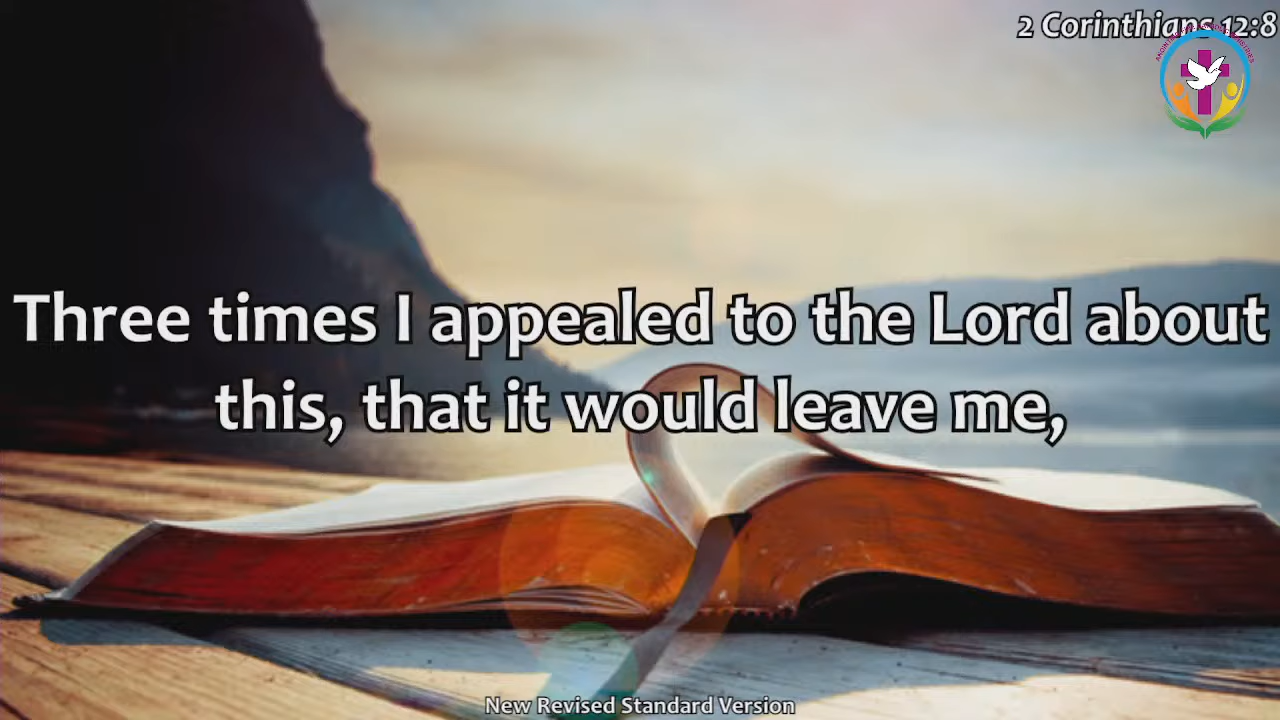 2 Corinthians 12:8
Three times I appealed to the Lord about
this, that it would leave me,
New Revised Standard Version